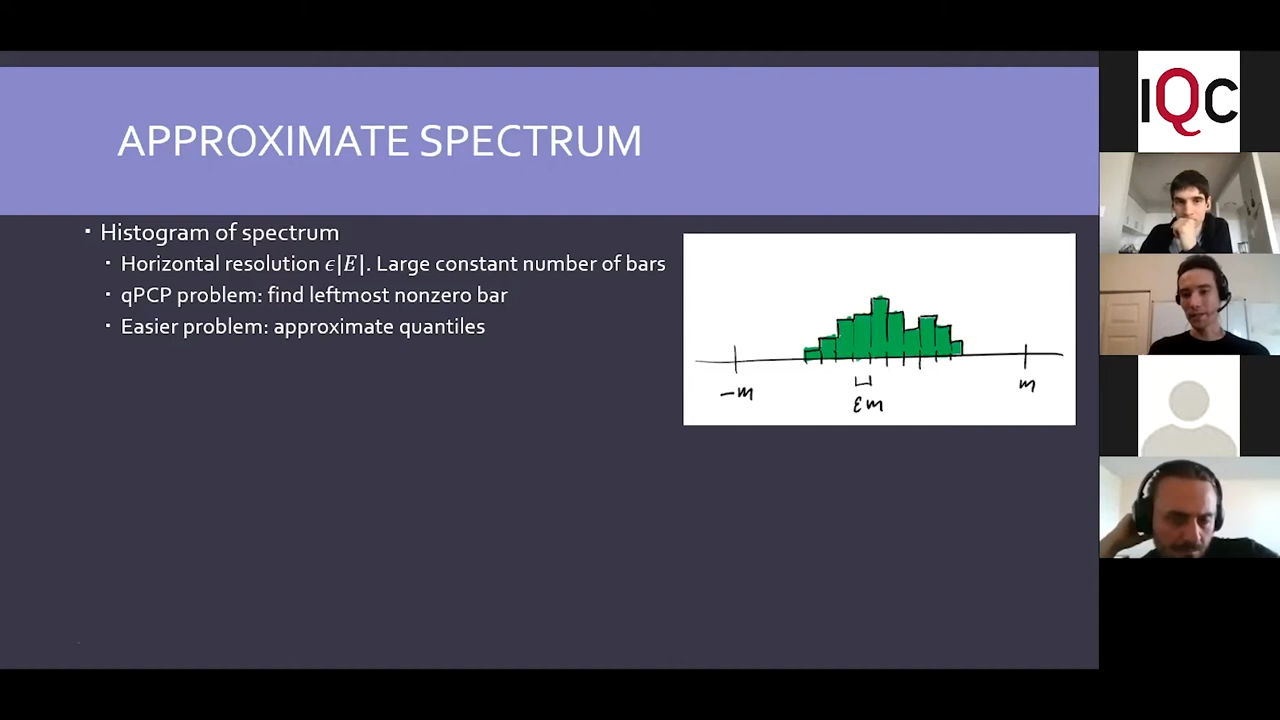 APPROXIMATE SPECTRUM
▪ Histogram of spectrum
▪ Horizontal resolution ϵ|E|. Large constant number of bars
▪ qPCP problem: find leftmost nonzero bar
▪ Easier problem: approximate quantiles
-m
εm
m
IQC